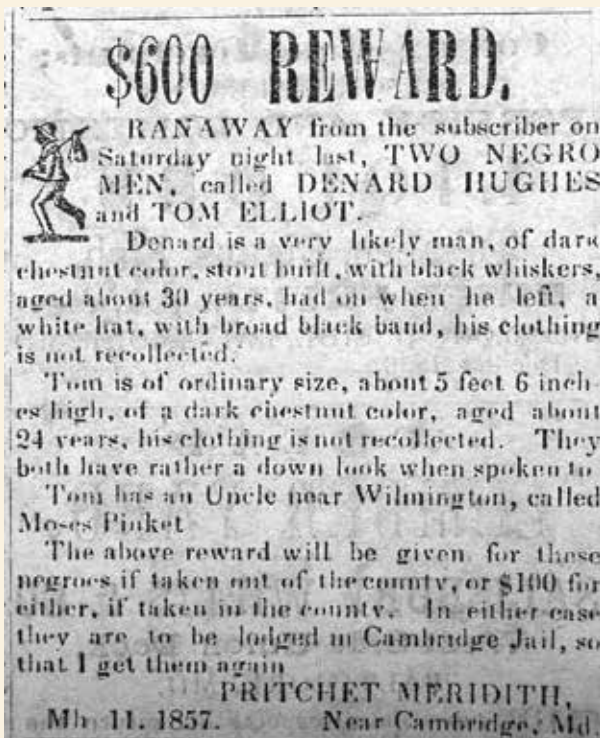 $600 REWARD.
RANAWAY from the subscriber on
Saturday night last, TWO NEGRO
MEN, called DENARD HUGHES
and TOM ELLIOT.
Denard is a very likely man, of dark
chestnut color, stout built, with black whiskers,
aged about 30 years, had on when he left, a
white hat, with broad black band, his clothing
is not recollected.
Tom is of ordinary size, about 5 feet 6 inch-
es high, of a dark chestnut color, aged about
24 years, his clothing is not recollected. They
both have rather a down look when spoken to
Tom has an Uncle near Wilmington, called
Moses Pinket
The above reward will be given for these
negroes if taken out of the county, or $100 for
either, if taken in the county. In either case
they are to be lodged in Cambridge Jail, so
that I get them again
PRITCHET MERIDITH,
Mh 11. 1857. Near Cambridge, Md.